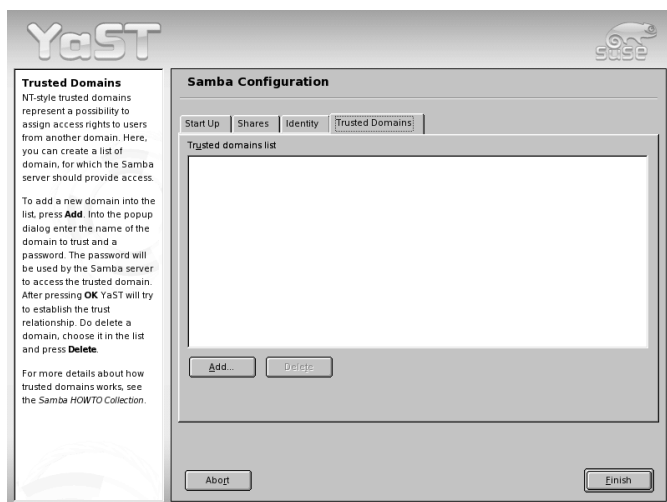 YaST
SUSE
Trusted Domains
NT-style trusted domains
represent a possibility to
assign access rights to users
from another domain. Here,
you can create a list of
domain, for which the Samba
server should provide access.
To add a new domain into the
list, press Add. Into the popup
dialog enter the name of the
domain to trust and a
password. The password will
be used by the Samba server
to access the trusted domain.
After pressing OK YaST will try
to establish the trust
relationship. Do delete a
domain, choose it in the list
and press Delete.
For more details about how
trusted domains works, see
the Samba HOWTO Collection.
Samba Configuration
Start Up
Shares
Identity
Trusted Domains
Trusted domains list
Add...
Delete
Abort
Finish